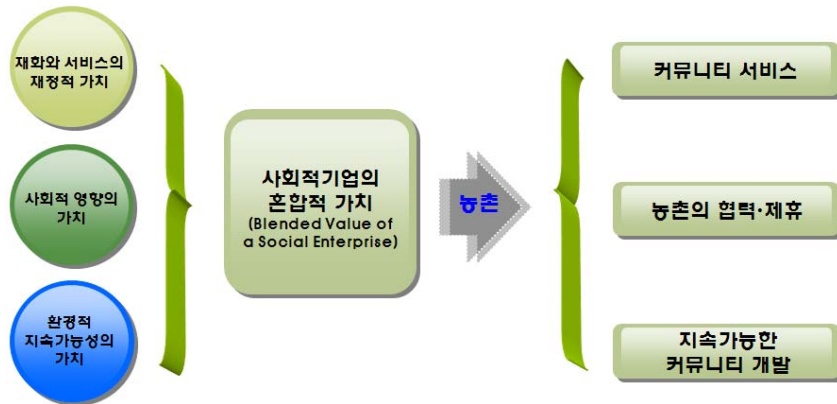 재화와 서비스의
재정적 가치
사회적 영향의
가치
환경적
지속가능성의
가치
사회적기업의
혼합적 가치
(Blended Value of
a Social Enterprise)
농촌
커뮤니티 서비스
농촌의 협력·제휴
지속가능한
커뮤니티 개발